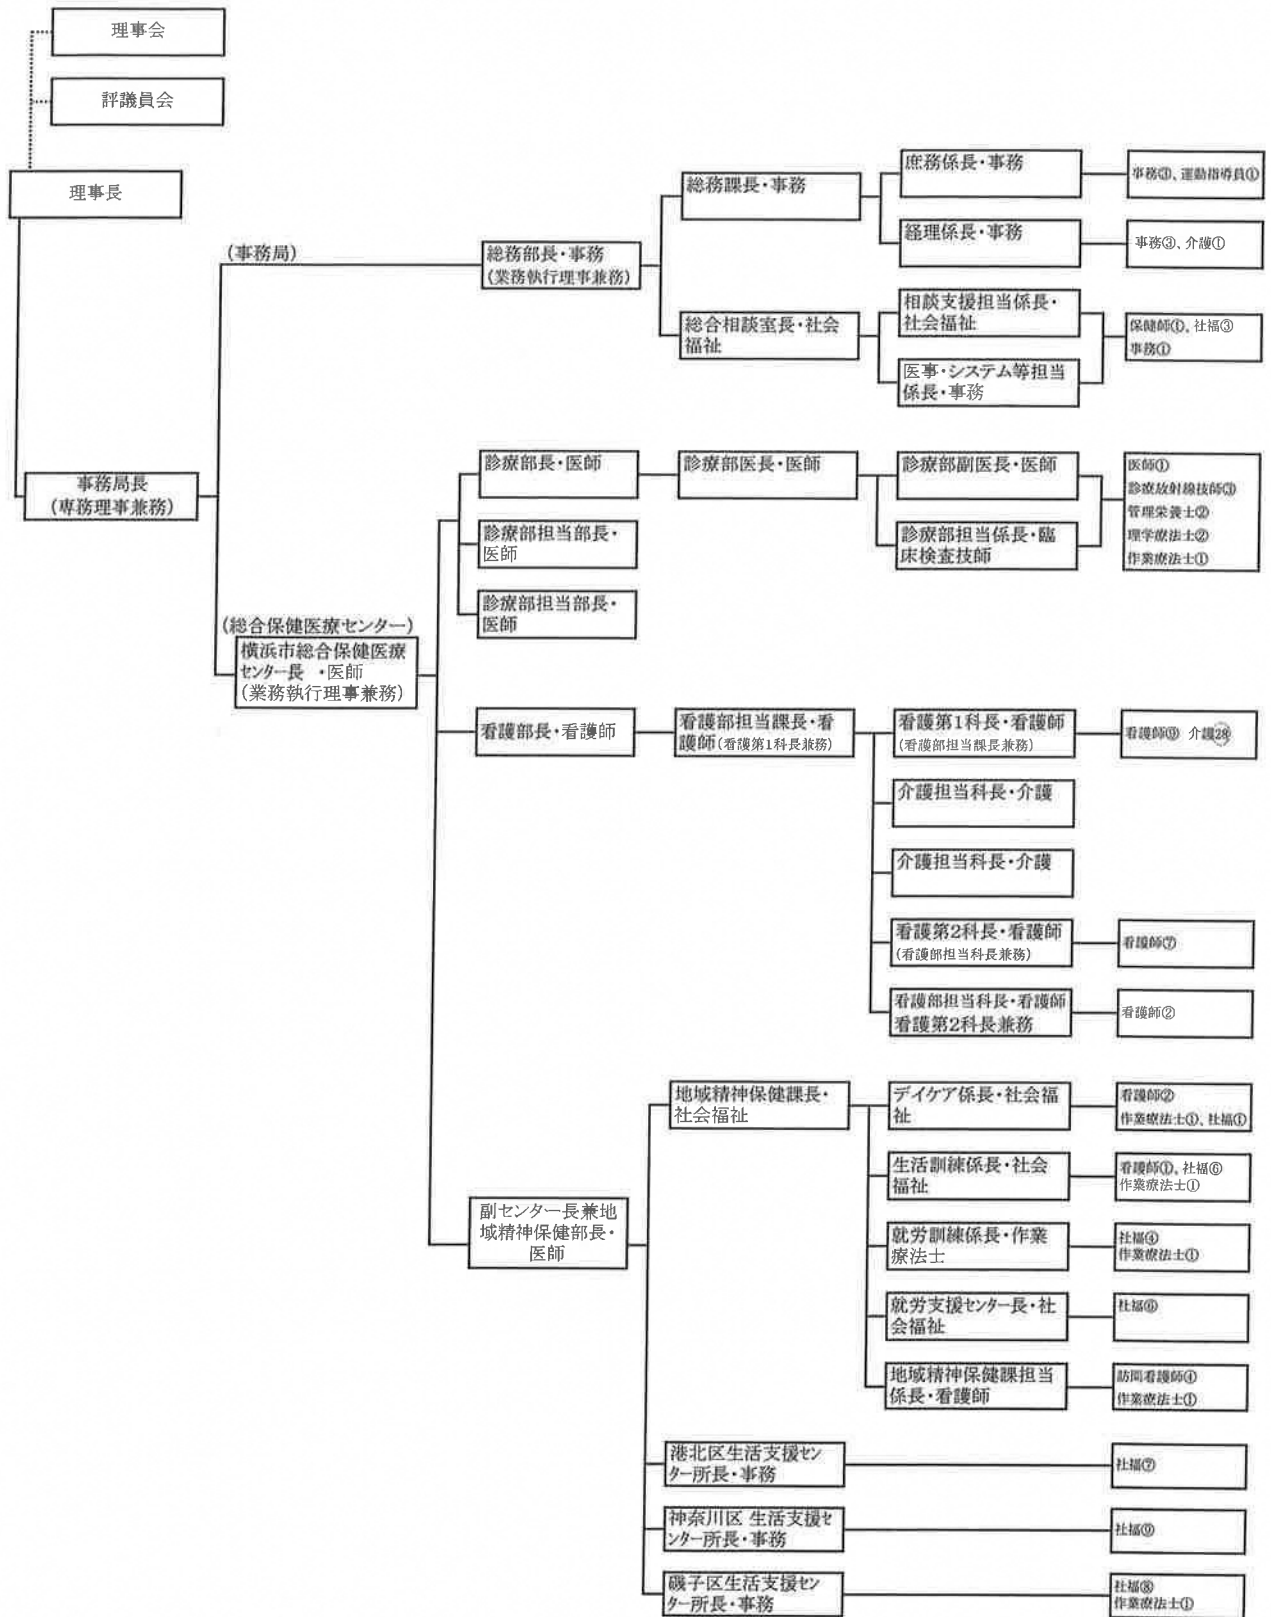 理事会
評議員会
理事長
事務局長
(専務理事兼務)
(事務局)
総務部長・事務
(業務執行理事兼務)
総務課長・事務
庶務係長・事務
事務③、運動指導員①
経理係長・事務
事務③、介護①
総合相談室長・社会
福祉
相談支援担当係長・
社会福祉
医事・システム等担当
係長・事務
保健師①、社福③
事務①
(総合保健医療センター)
横浜市総合保健医療
センター長 ・医師
(業務執行理事兼務)
診療部長・医師
診療部担当部長・
医師
診療部担当部長・
医師
診療部医長・医師
診療部副医長・医師
診療部担当係長・臨
床検査技師
医師①
診療放射線技師③
管理栄養士②
理学療法士②
作業療法士①
看護部長・看護師
看護部担当課長・看
護師(看護第1科長兼務)
看護第1科長・看護師
(看護部担当課長兼務)
看護師⑲ 介護28
介護担当科長・介護
介護担当科長・介護
看護第2科長・看護師
(看護部担当科長兼務)
看護師⑦
看護部担当科長・看護師
看護第2科長兼務
看護師②
副センター長兼地
域精神保健部長・
医師
地域精神保健課長・
社会福祉
デイケア係長・社会福
祉
看護師②
作業療法士①、社福①
生活訓練係長・社会
福祉
看護師①、社福⑥
作業療法士①
就労訓練係長・作業
療法士
社福④
作業療法士①
就労支援センター長・社
会福祉
社福⑥
地域精神保健課担当
係長・看護師
訪問看護師④
作業療法士①
港北区生活支援セン
ター所長・事務
社福⑦
神奈川区 生活支援セ
ンター所長・事務
社福⑨
磯子区生活支援セン
ター所長・事務
社福⑧
作業療法士①